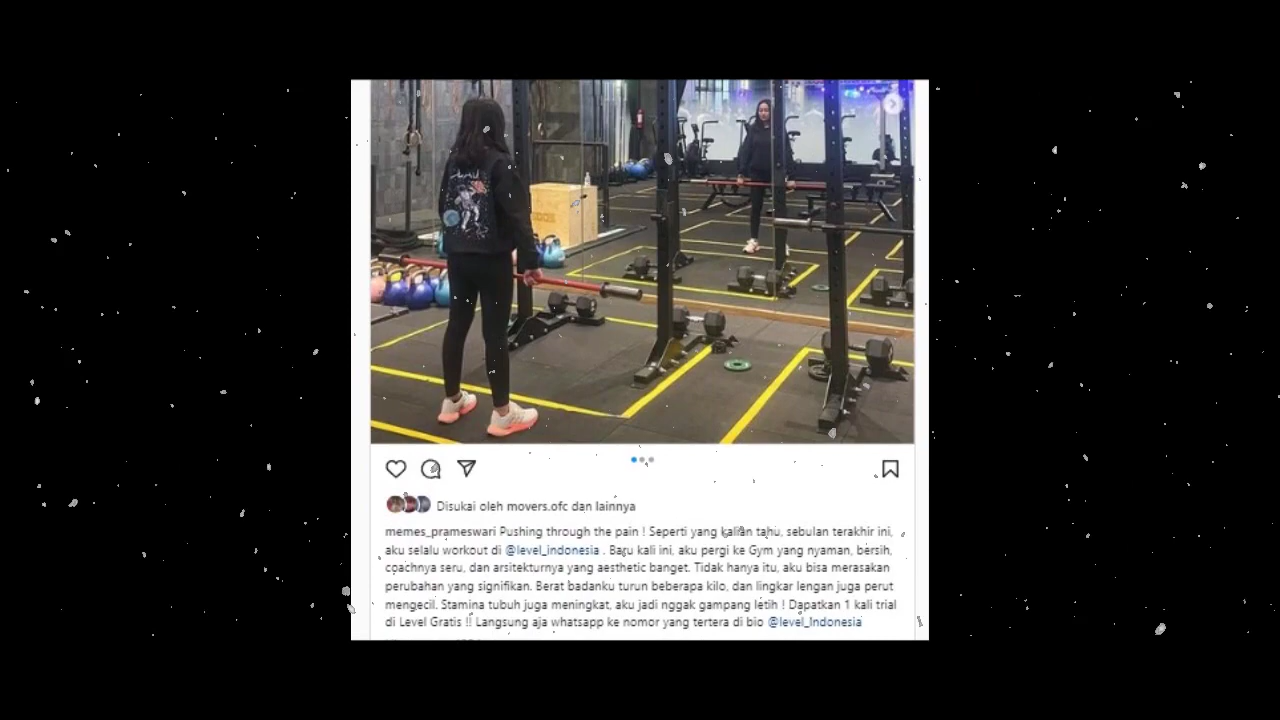 Disukai oleh movers.ofc dan lainnya
memes_prameswari Pushing through the pain ! Seperti yang kalian tahu, sebulan terakhir ini,
aku selalu workout di @level_indonesia . Baru kali ini, aku pergi ke Gym yang nyaman, bersih,
coachnya seru, dan arsitekturnya yang aesthetic banget. Tidak hanya itu, aku bisa merasakan
perubahan yang signifikan. Berat badanku turun beberapa kilo, dan lingkar lengan juga perut
mengecil. Stamina tubuh juga meningkat, aku jadi nggak gampang letih ! Dapatkan 1 kali trial
di Level Gratis !! Langsung aja whatsapp ke nomor yang tertera di bio @level_Indonesia